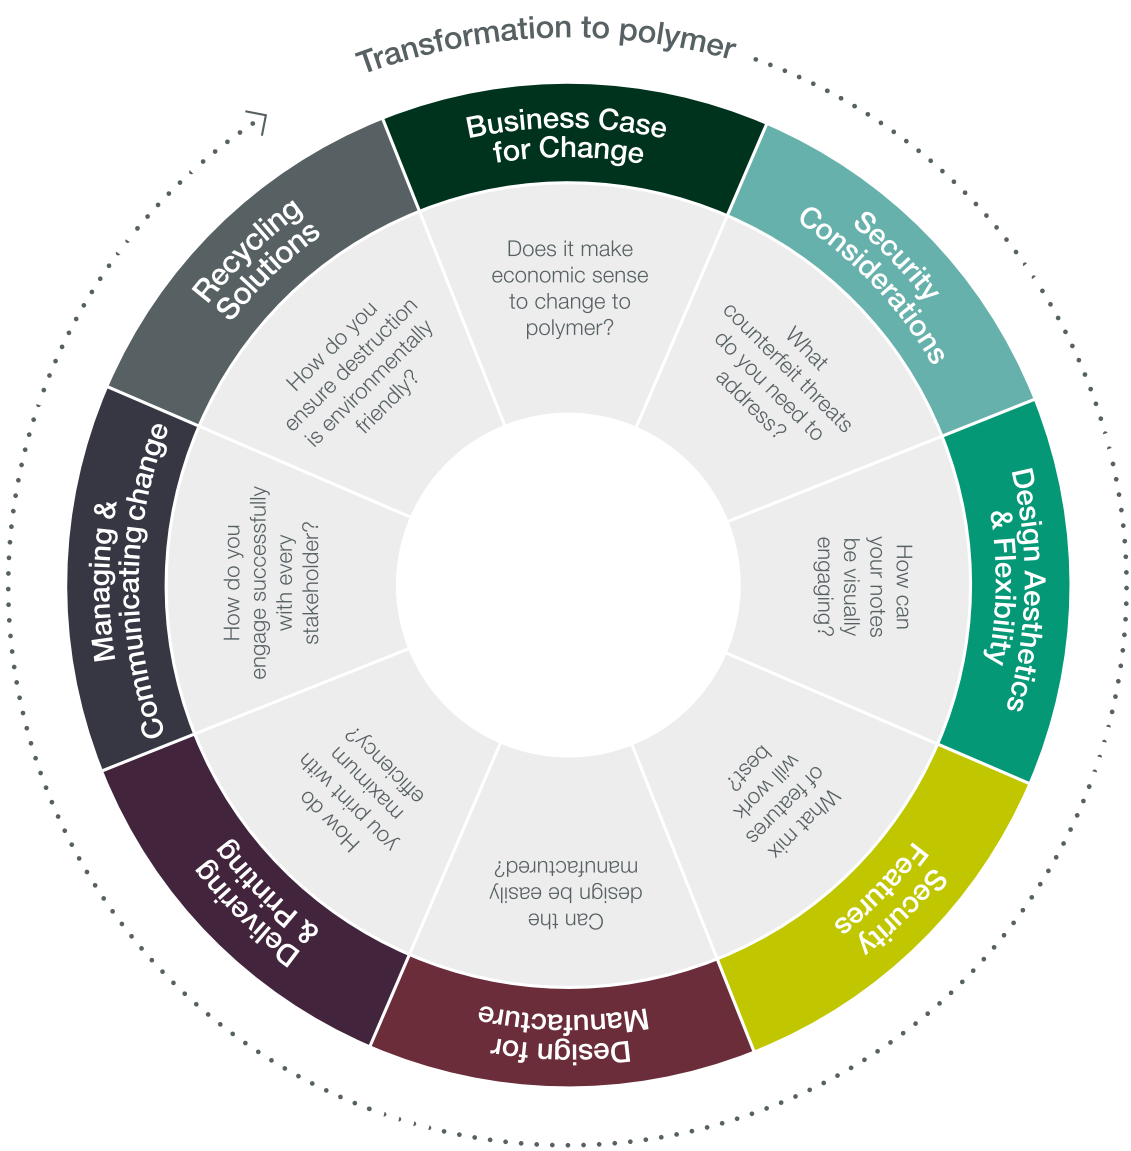 Transformation to polymer
Business Case
for Change
Does it make
economic sense
to change to
polymer?
Security
Considerations
What
counterfeit threats
do you need to
address?
Design Aesthetics
& Flexibility
How can
your notes
be visually
engaging?
Security
Features
What mix
of features
will work
best?
Design for
Manufacture
Can the
design be easily
manufactured?
Delivering
& Printing
How do
you print with
maximum
efficiency?
Managing &
Communicating change
How do you
engage successfully
with every
stakeholder?
Recycling
Solutions
How do you
ensure destruction
is environmentally
friendly?